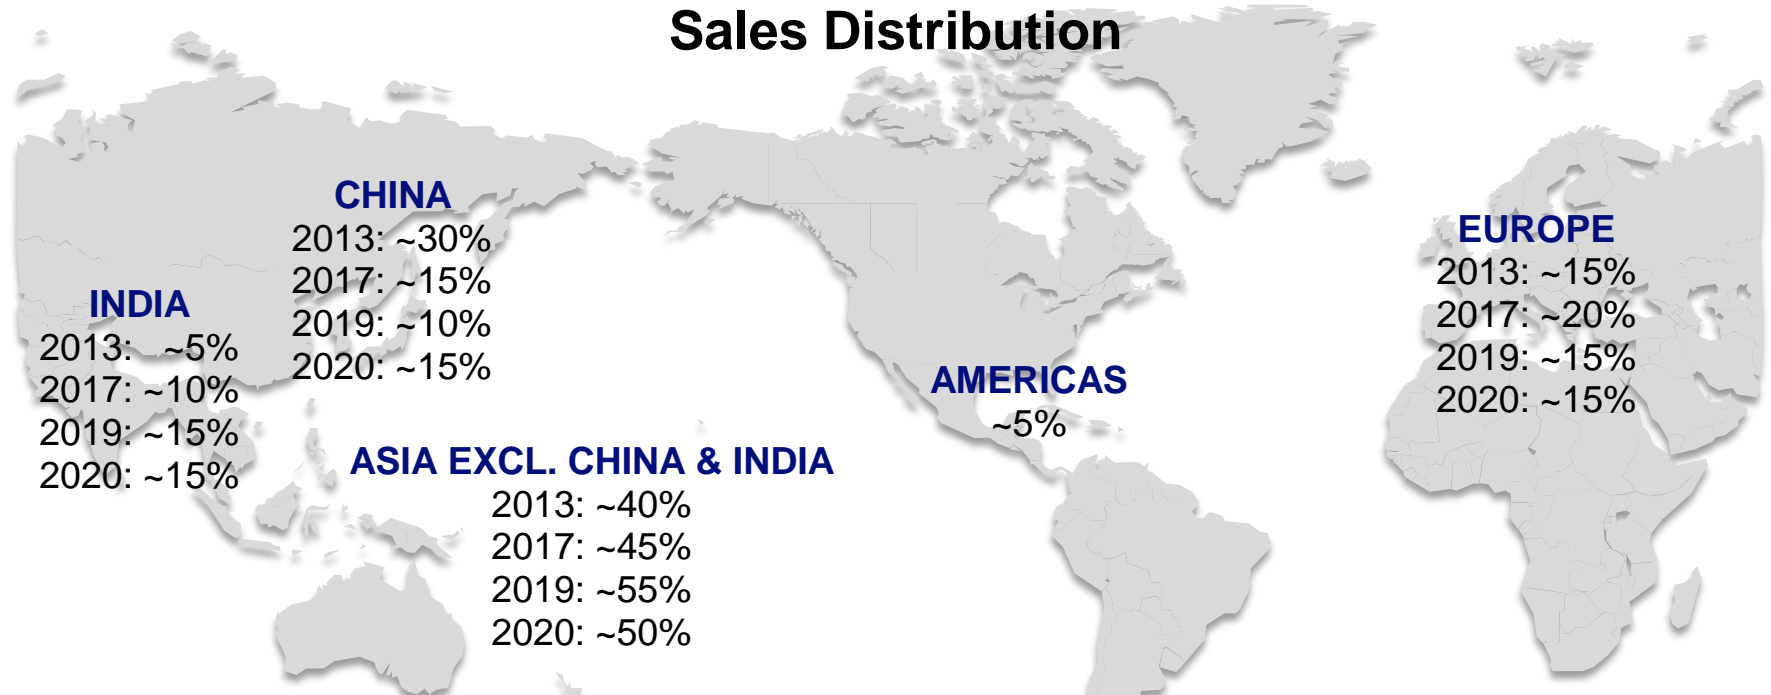 Sales Distribution
CHINA
2013: ~30%
2017: ~15%
2019: ~10%
2020: ~15%
INDIA
2013: ~5%
2017: ~10%
2019: ~15%
2020: ~15%
ASIA EXCL. CHINA & INDIA
2013: ~40%
2017: ~45%
2019: ~55%
2020: ~50%
AMERICAS
~5%
EUROPE
2013: ~15%
2017: ~20%
2019: ~15%
2020: ~15%